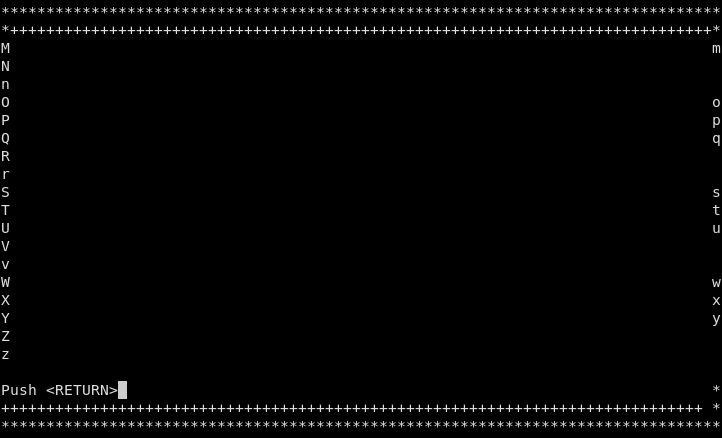 ********************************************************************************
*++++++++++++++++++++++++++++++++++++++++++++++++++++++++++++++++++++++++++++++*
M                                                                              m
N
n
O                                                                              o
P                                                                              p
Q                                                                              q
R
r
S                                                                              s
T                                                                              t
U                                                                              u
V
v
W                                                                              w
X                                                                              x
Y                                                                              y
Z
z
Push <RETURN>                                                                  *
++++++++++++++++++++++++++++++++++++++++++++++++++++++++++++++++++++++++++++++ *
********************************************************************************